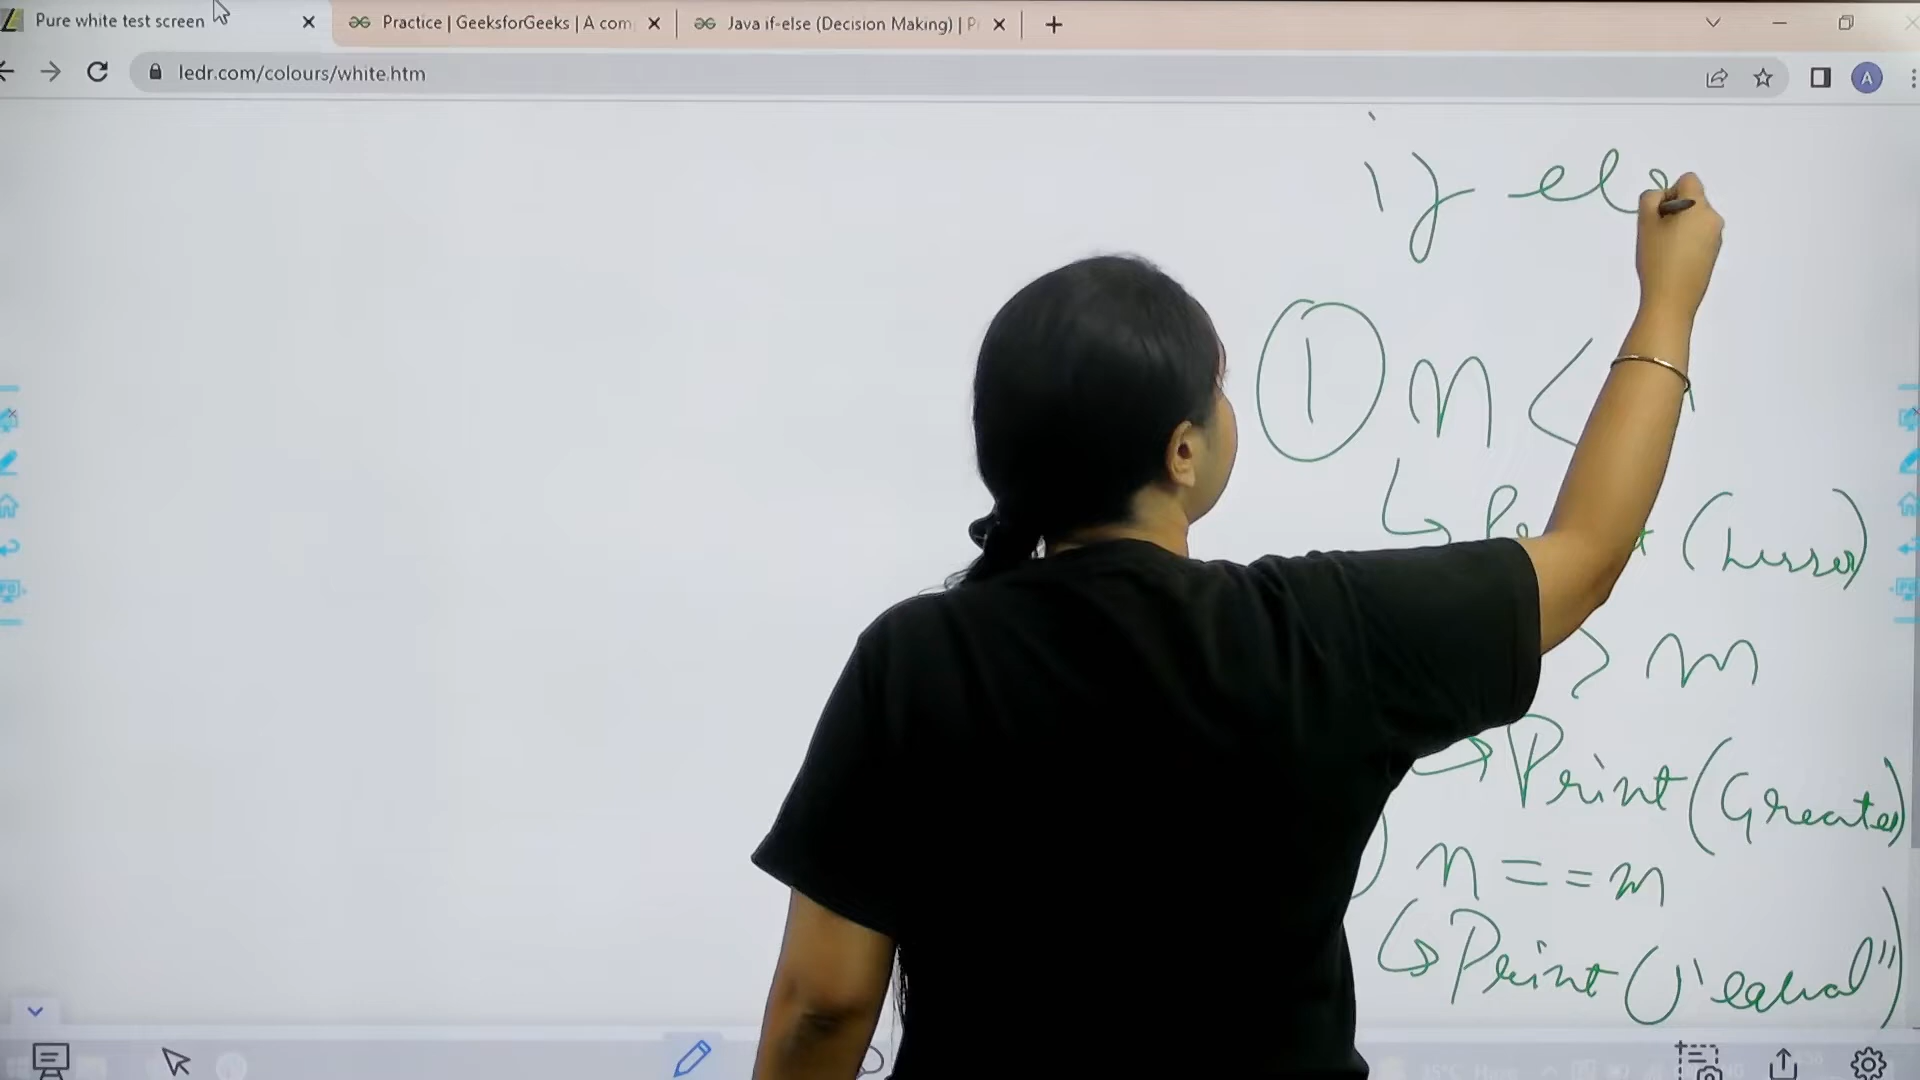 Pure white test screen
Practice | GeeksforGeeks | A com
Java if-else (Decision Making) | P
ledr.com/colours/white.htm
A
if els
① n <
(Lesser)
> m
Print (Greater)
n == m
Print ("equal")